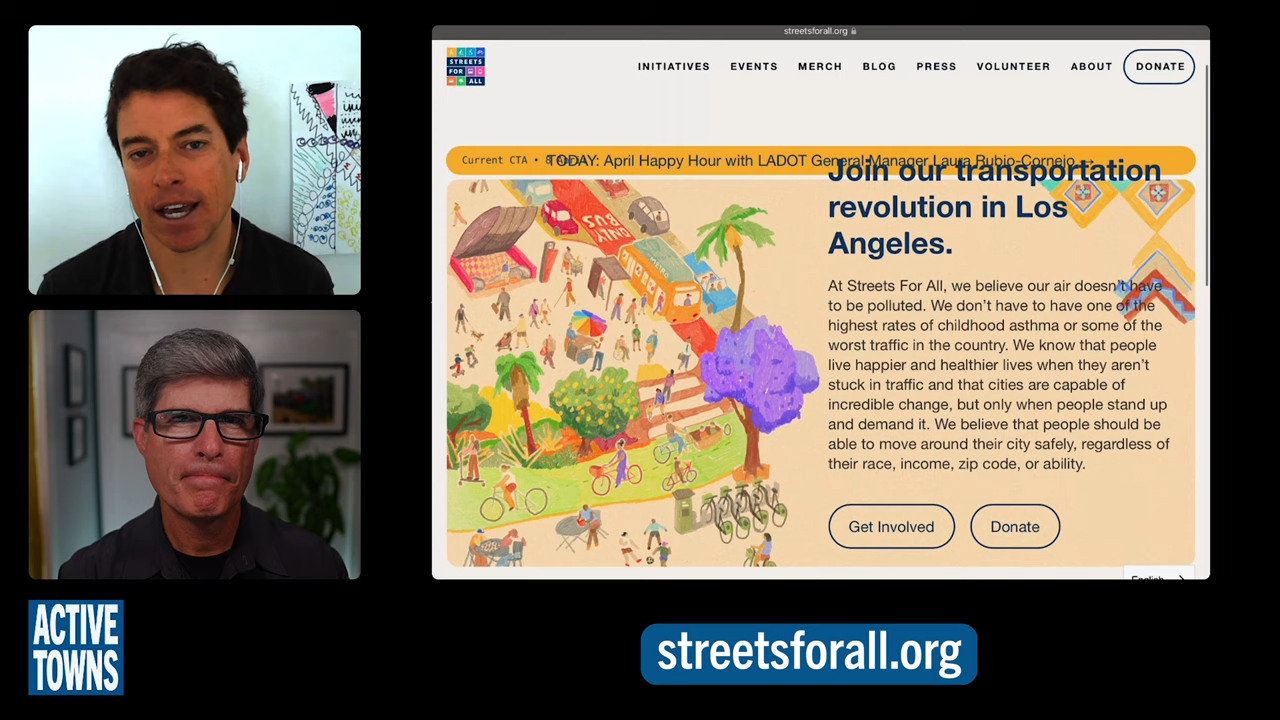 streetsforall.org
STREETS
FOR
ALL
INITIATIVES EVENTS MERCH BLOG PRESS VOLUNTEER ABOUT DONATE
Current CTA • 8
TODAY: April Happy Hour with LADOT General Manager Laura Rubio-Cornejo →
Join our transportation
revolution in Los
Angeles.
At Streets For All, we believe our air doesn't have
to be polluted. We don't have to have one of the
highest rates of childhood asthma or some of the
worst traffic in the country. We know that people
live happier and healthier lives when they aren't
stuck in traffic and that cities are capable of
incredible change, but only when people stand up
and demand it. We believe that people should be
able to move around their city safely, regardless of
their race, income, zip code, or ability.
Get Involved
Donate
English
BUS
ONLY
METRO
ACTIVE
TOWNS
streetsforall.org